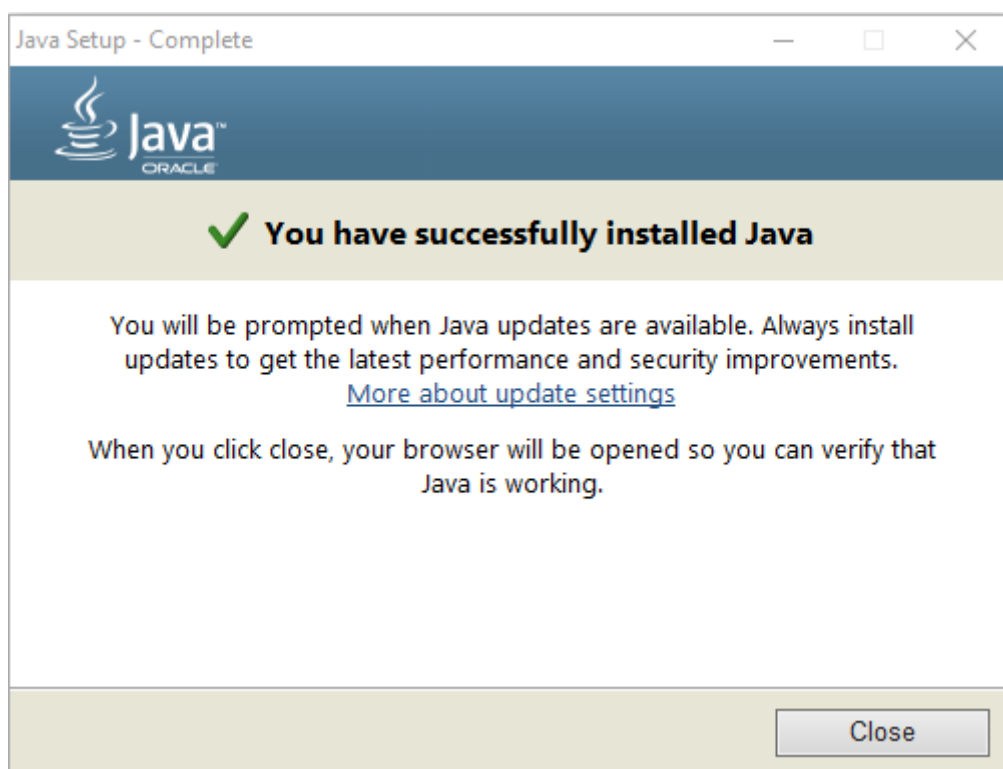 Java Setup - Complete
Java™
ORACLE
You have successfully installed Java
You will be prompted when Java updates are available. Always install
updates to get the latest performance and security improvements.
More about update settings
When you click close, your browser will be opened so you can verify that
Java is working.
Close